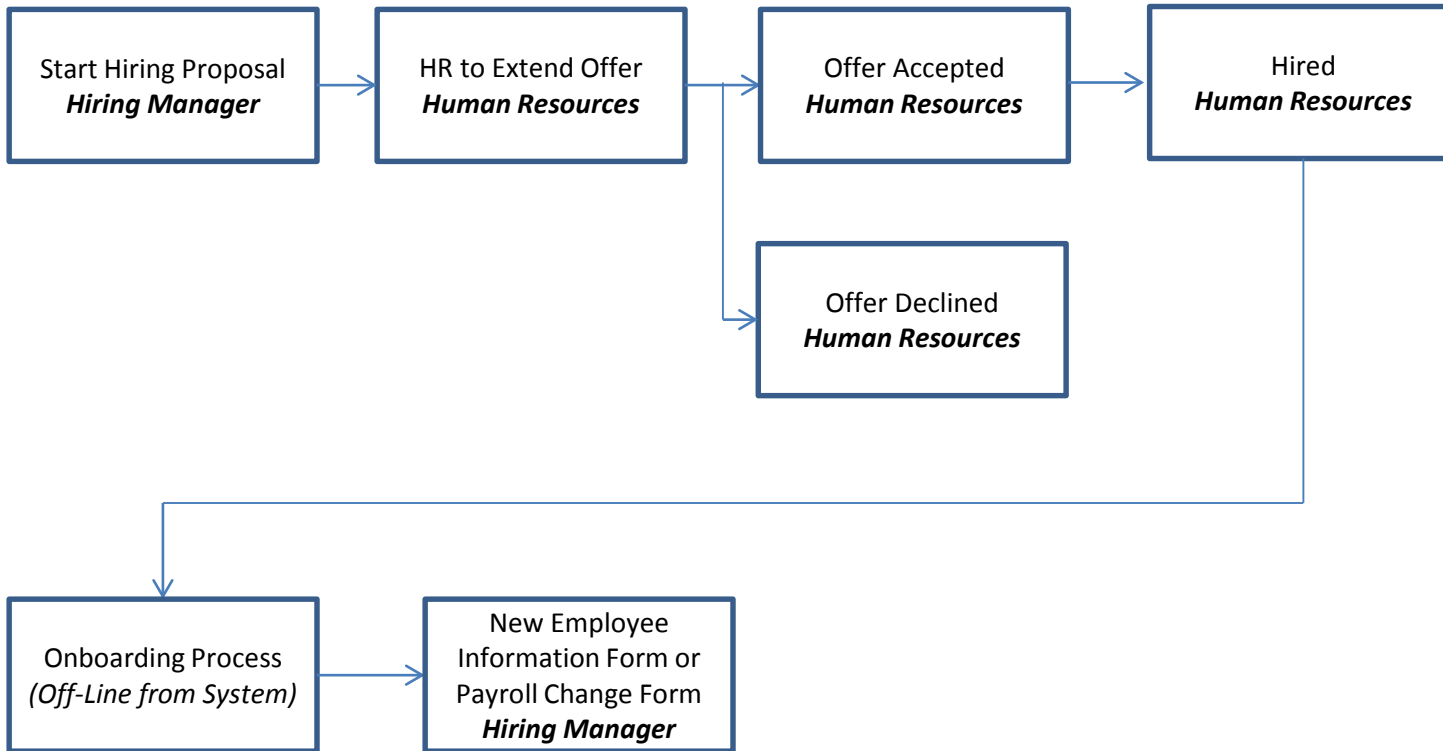 Start Hiring Proposal
Hiring Manager
HR to Extend Offer
Human Resources
Offer Accepted
Human Resources
Hired
Human Resources
Offer Declined
Human Resources
Onboarding Process
(Off-Line from System)
New Employee
Information Form or
Payroll Change Form
Hiring Manager